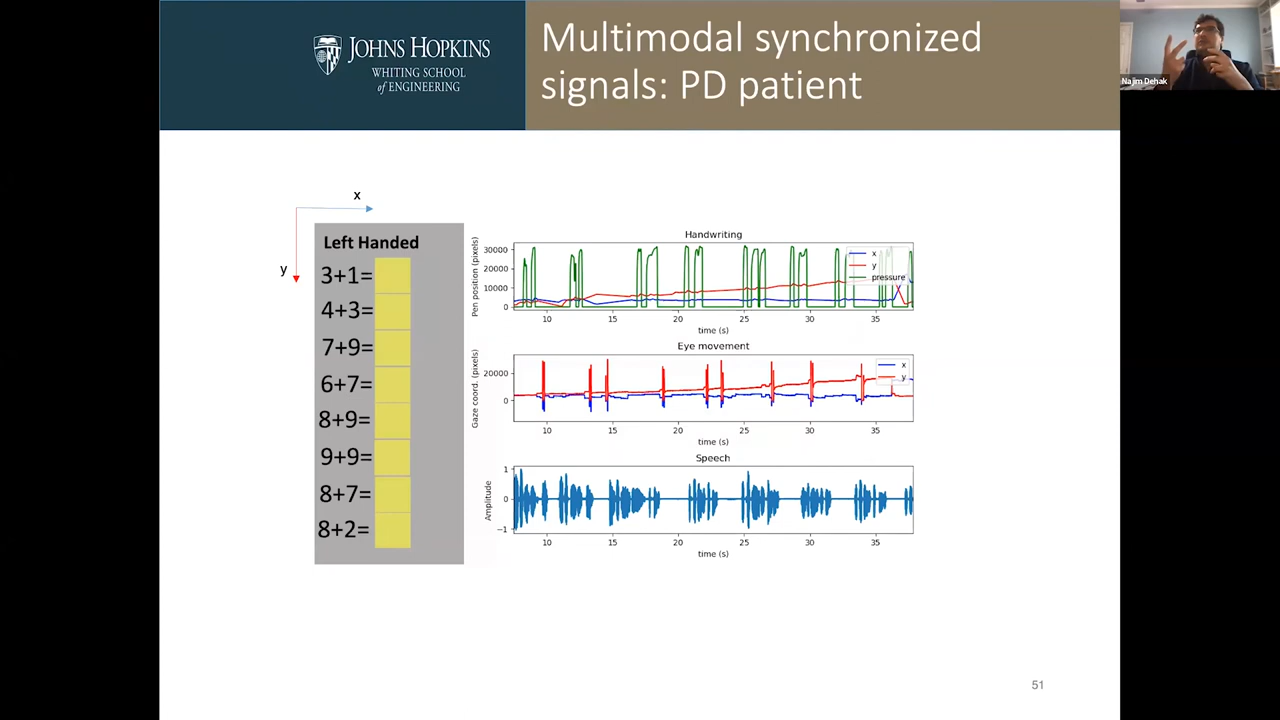 JOHNS HOPKINS
WHITING SCHOOL
of ENGINEERING
Multimodal synchronized
signals: PD patient
Najim Dehak
x
y
Left Handed
3+1=
4+3=
7+9=
6+7=
8+9=
9+9=
8+7=
8+2=
Handwriting
Pen position (pixels)
30000
20000
10000
0
x
y
pressure
10 15 20 25 30 35
time (s)
Eye movement
Gaze coord. (pixels)
20000
0
x
y
10 15 20 25 30 35
time (s)
Speech
Amplitude
1
0
−1
10 15 20 25 30 35
time (s)
51